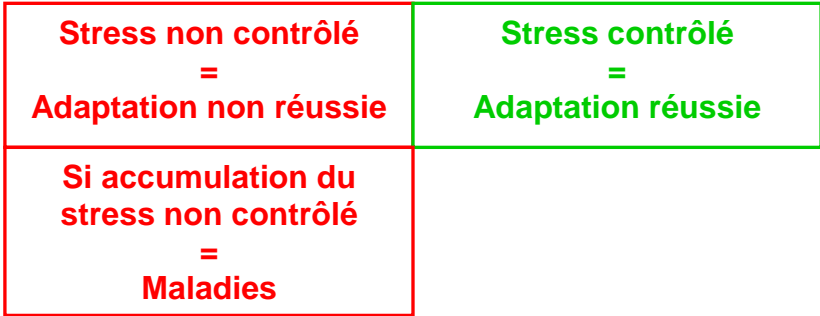 Stress non contrôlé
=
Adaptation non réussie
Stress contrôlé
=
Adaptation réussie
Si accumulation du
stress non contrôlé
=
Maladies